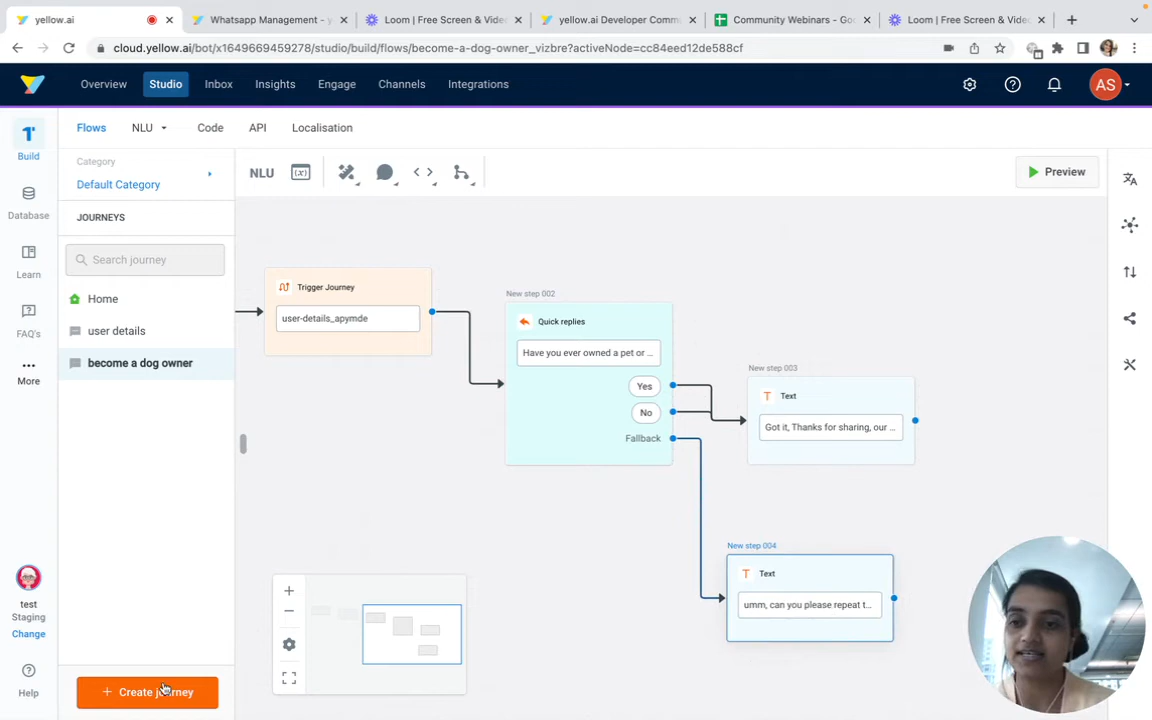 yellow.ai
Whatsapp Management - y
Loom | Free Screen & Vide
yellow.ai Developer Commu
Community Webinars - Goo
Loom | Free Screen & Vide
cloud.yellow.ai/bot/x1649669459278/studio/build/flows/become-a-dog-owner_vizbre?activeNode=cc84eed12de588cf
Overview
Studio
Inbox
Insights
Engage
Channels
Integrations
AS
Build
Database
Learn
FAQ's
More
test
Staging
Change
Help
Flows
NLU
Code
API
Localisation
Category
Default Category
JOURNEYS
Search journey
Home
user details
become a dog owner
+ Create journey
NLU
(x)
Preview
Trigger Journey
user-details_apymde
New step 002
Quick replies
Have you ever owned a pet or ...
Yes
No
Fallback
New step 003
T Text
Got it, Thanks for sharing, our ...
New step 004
T Text
umm, can you please repeat t...